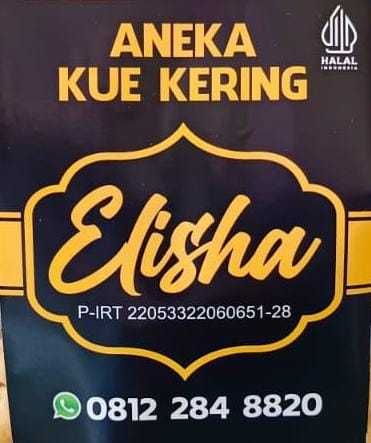 ANEKA
KUE KERING
HALAL
INDONESIA
Elisha
P-IRT 22053322060651-28
0812 284 8820